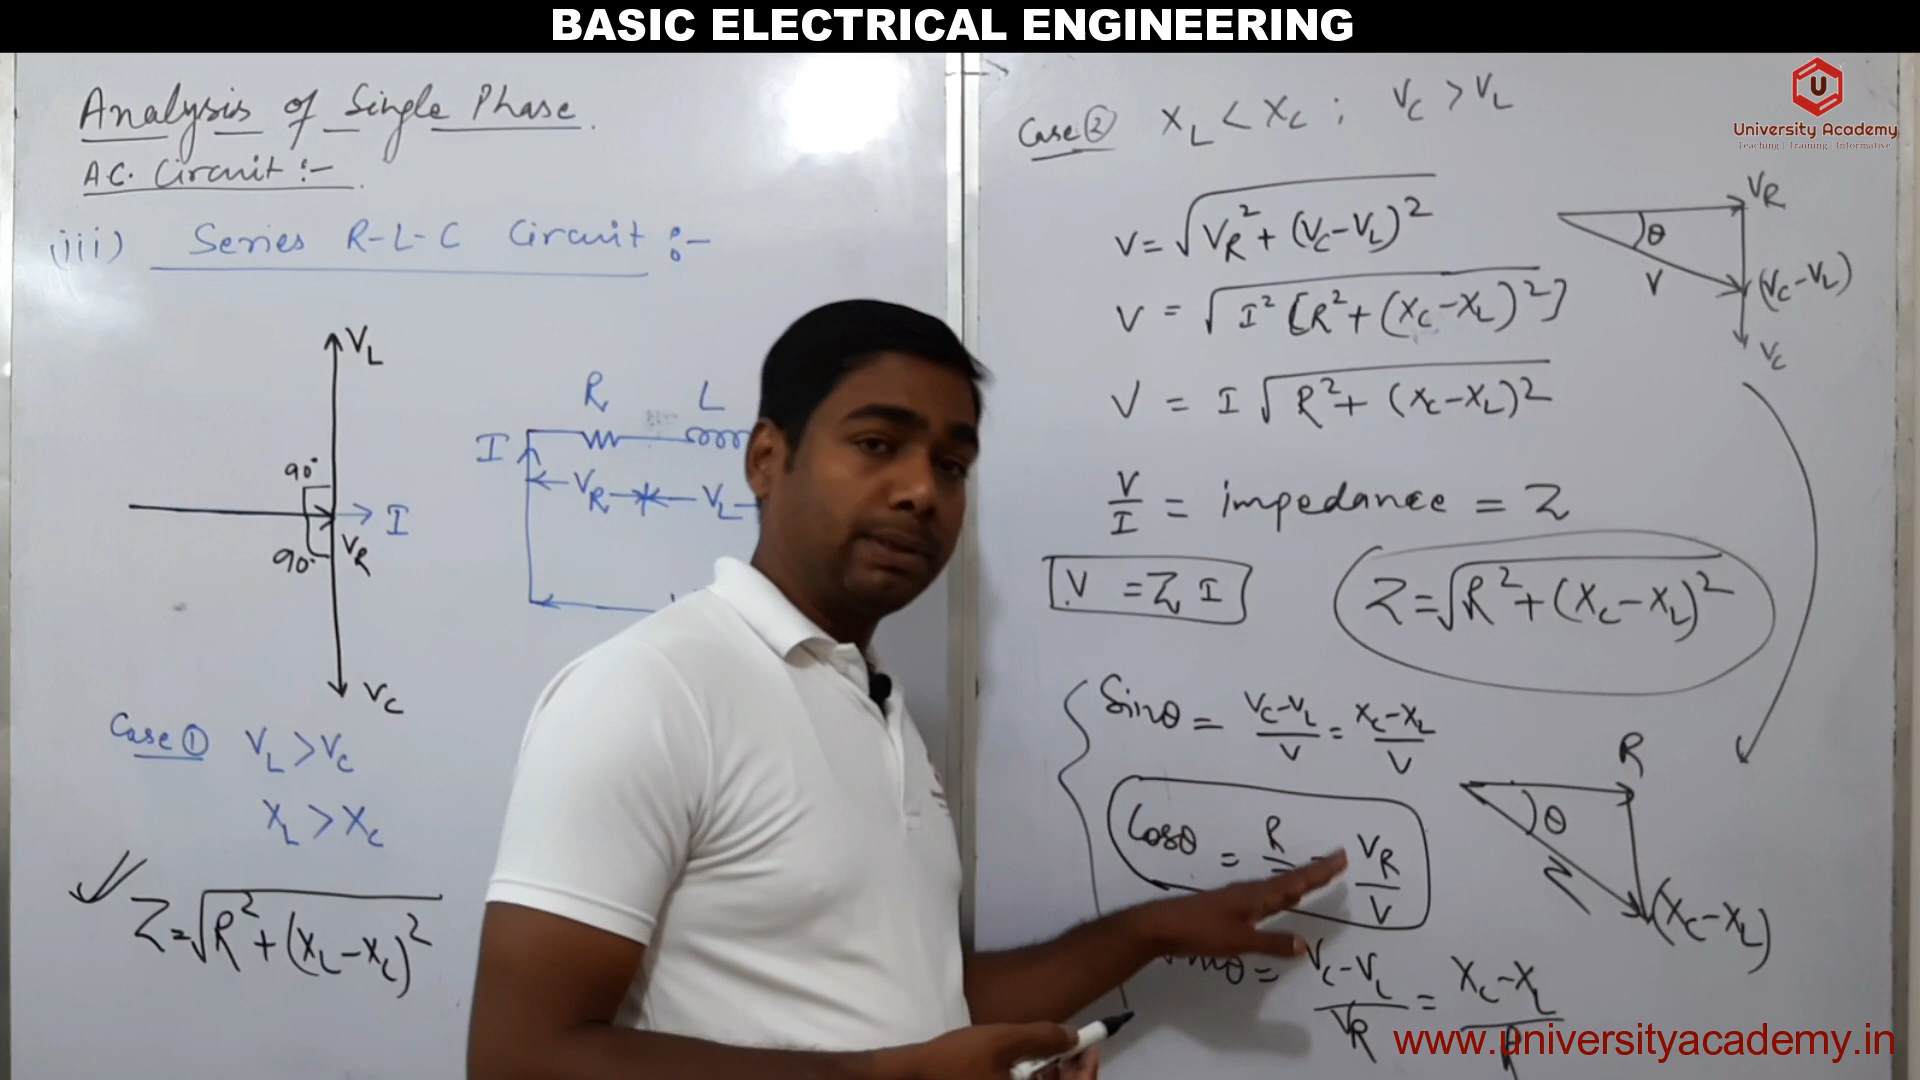 BASIC ELECTRICAL ENGINEERING
Analysis of Single Phase
A.C. Circuit :-
(iii) Series R-L-C Circuit :-
VL
90°
I
VR
90°
VC
R L
I
VR VL
Case ① VL > VC
XL > XC
Z = √R² + (XL - XC)²
U
University Academy
Teaching | Training | Informative
Case ② XL < XC ; VC > VL
V = √VR² + (VC - VL)²
V = √I² [R² + (XC - XL)²]
V = I √R² + (XC - XL)²
V/I = impedance = Z
V = Z I
Z = √R² + (XC - XL)²
VR
θ
V
(VC - VL)
VC
Sinθ = VC - VL / V = XC - XL / V
Cosθ = R = VR / V
θ = VC - VL / VR = XC - XL / R
R
θ
Z
(XC - XL)
www.universityacademy.in